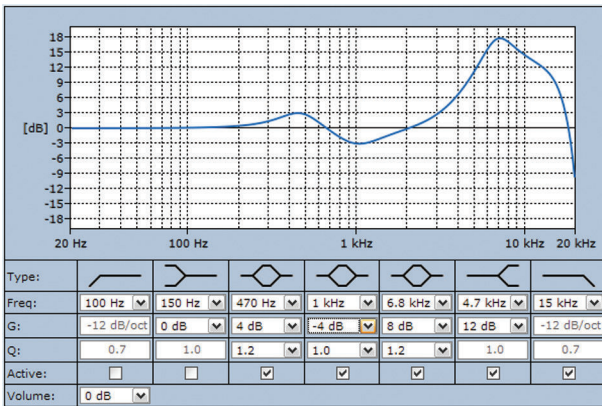 18
15
12
9
6
3
[dB] 0
-3
-6
-9
-12
-15
-18
20 Hz 100 Hz 1 kHz 10 kHz 20 kHz
Type:
Freq: 100 Hz 150 Hz 470 Hz 1 kHz 6.8 kHz 4.7 kHz 15 kHz
G: -12 dB/oct 0 dB 4 dB -4 dB 8 dB 12 dB -12 dB/oct
Q: 0.7 1.0 1.2 1.0 1.2 1.0 0.7
Active:
Volume: 0 dB